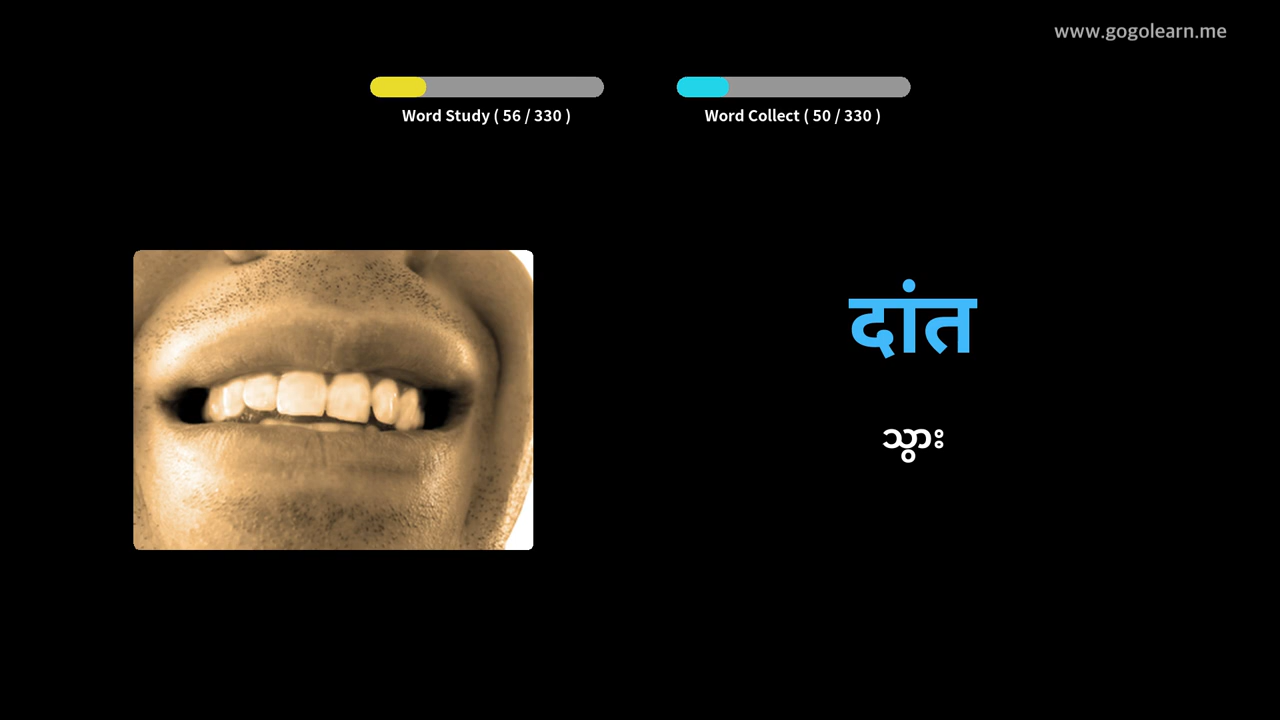 www.gogolearn.me
Word Study ( 56 / 330 )
Word Collect ( 50 / 330 )
दांत
သွား